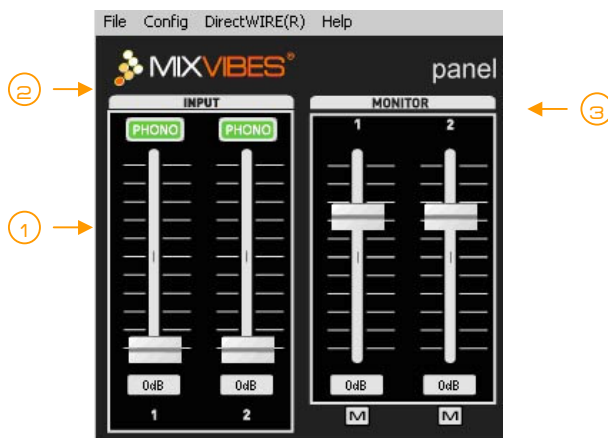 File Config DirectWIRE(R) Help
MIXVIBES® panel
2
INPUT MONITOR
3
PHONO PHONO 1 2
1
0dB 0dB 0dB 0dB
1 2 M M